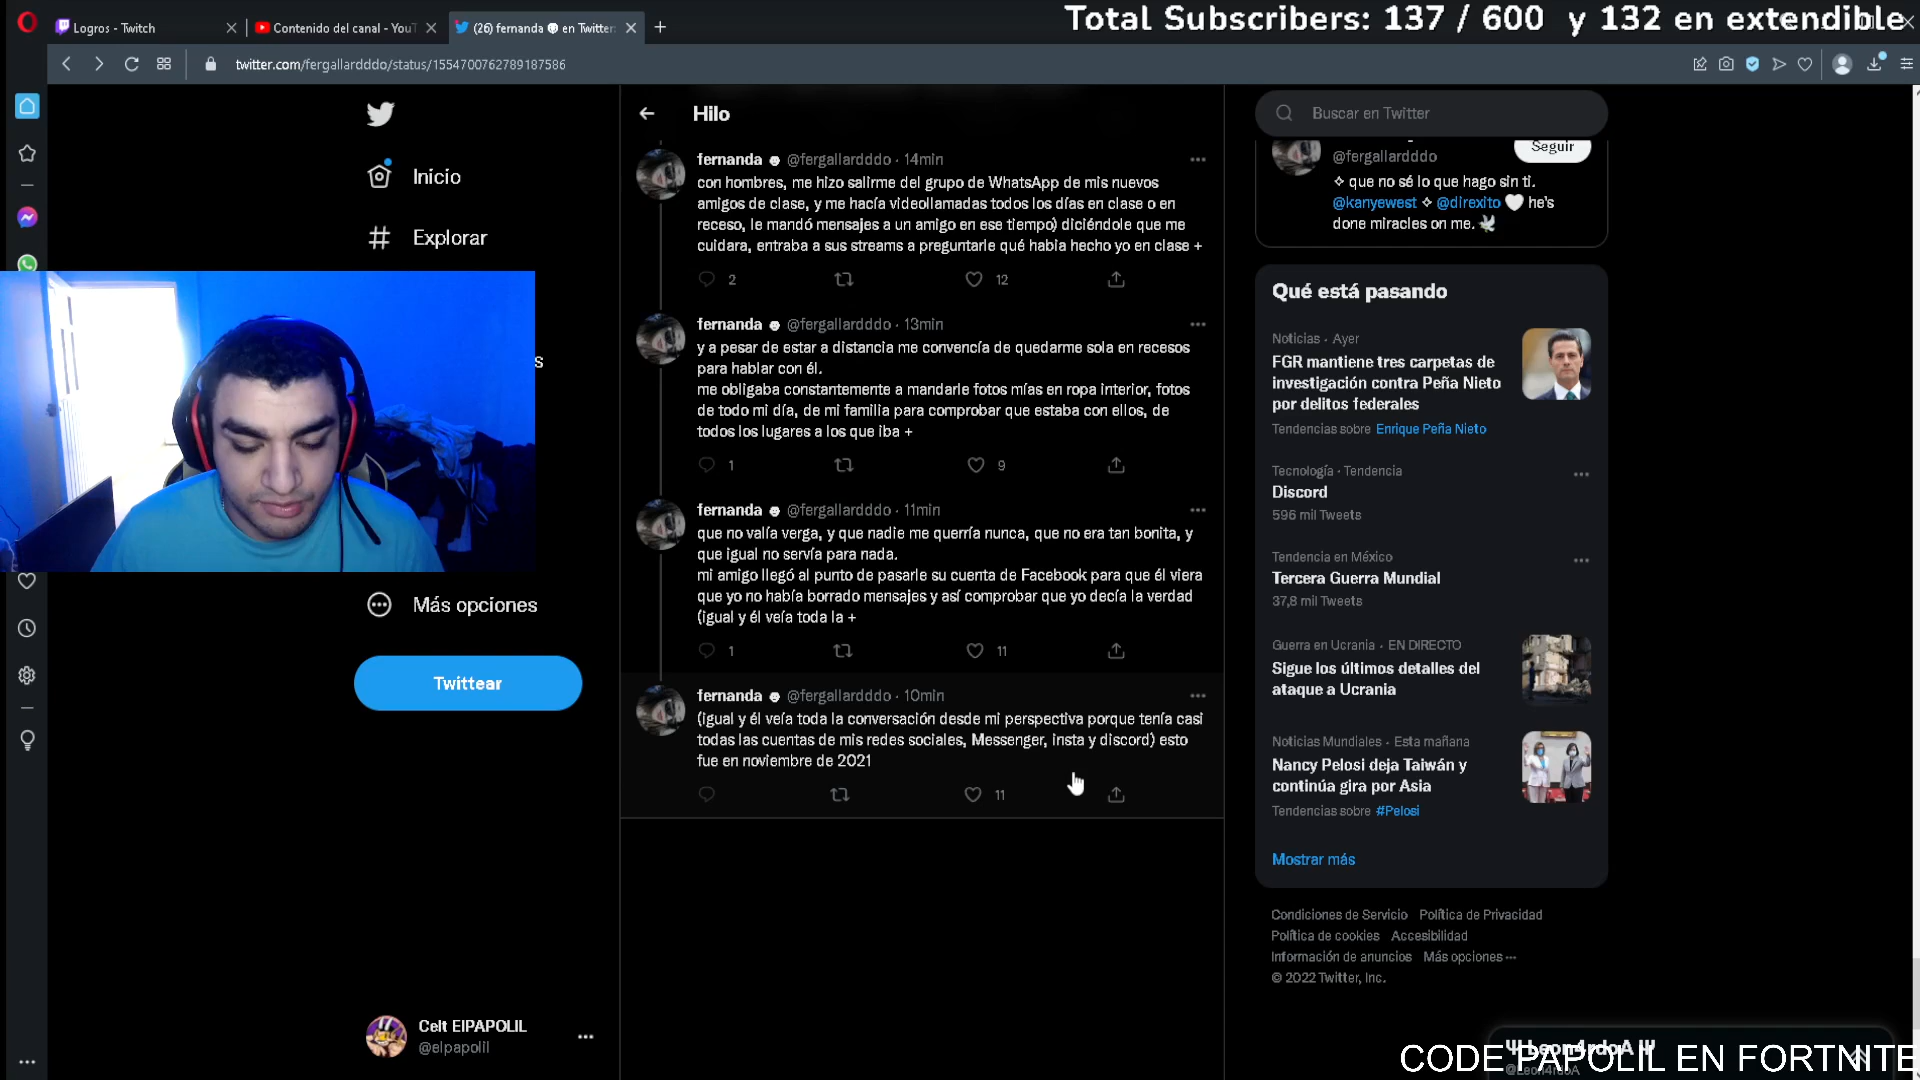 Total Subscribers: 137 / 600 y 132 en extendible
Logros - Twitch
Contenido del canal - YouT
(26) fernanda en Twitter:
twitter.com/fergallardddo/status/1554700762789187586
Hilo
Buscar en Twitter
Inicio
Explorar
Más opciones
Twittear
Celt ElPAPOLIL
@elpapolil
fernanda @fergallardddo · 14min
con hombres, me hizo salirme del grupo de WhatsApp de mis nuevos
amigos de clase, y me hacía videollamadas todos los días en clase o en
receso, le mandó mensajes a un amigo en ese tiempo) diciéndole que me
cuidara, entraba a sus streams a preguntarle qué habia hecho yo en clase +
2
12
fernanda @fergallardddo · 13min
y a pesar de estar a distancia me convencía de quedarme sola en recesos
para hablar con él.
me obligaba constantemente a mandarle fotos mías en ropa interior, fotos
de todo mi día, de mi familia para comprobar que estaba con ellos, de
todos los lugares a los que iba +
1
9
fernanda @fergallardddo · 11min
que no valía verga, y que nadie me querría nunca, que no era tan bonita, y
que igual no servía para nada.
mi amigo llegó al punto de pasarle su cuenta de Facebook para que él viera
que yo no había borrado mensajes y así comprobar que yo decía la verdad
(igual y él veía toda la +
1
11
fernanda @fergallardddo · 10min
(igual y él veía toda la conversación desde mi perspectiva porque tenía casi
todas las cuentas de mis redes sociales, Messenger, insta y discord) esto
fue en noviembre de 2021
11
@fergallardddo
Seguir
✧ que no sé lo que hago sin ti.
@kanyewest ✧ @direxito 🤍 he's
done miracles on me. 🕊
Qué está pasando
Noticias · Ayer
FGR mantiene tres carpetas de
investigación contra Peña Nieto
por delitos federales
Tendencias sobre Enrique Peña Nieto
Tecnología · Tendencia
Discord
596 mil Tweets
Tendencia en México
Tercera Guerra Mundial
37,8 mil Tweets
Guerra en Ucrania · EN DIRECTO
Sigue los últimos detalles del
ataque a Ucrania
Noticias Mundiales · Esta mañana
Nancy Pelosi deja Taiwán y
continúa gira por Asia
Tendencias sobre #Pelosi
Mostrar más
Condiciones de Servicio Política de Privacidad
Política de cookies Accesibilidad
Información de anuncios Más opciones ···
© 2022 Twitter, Inc.
Ψ Leon4rdoA Ψ
@Leon4rdoA
CODE PAPOLIL EN FORTNITE